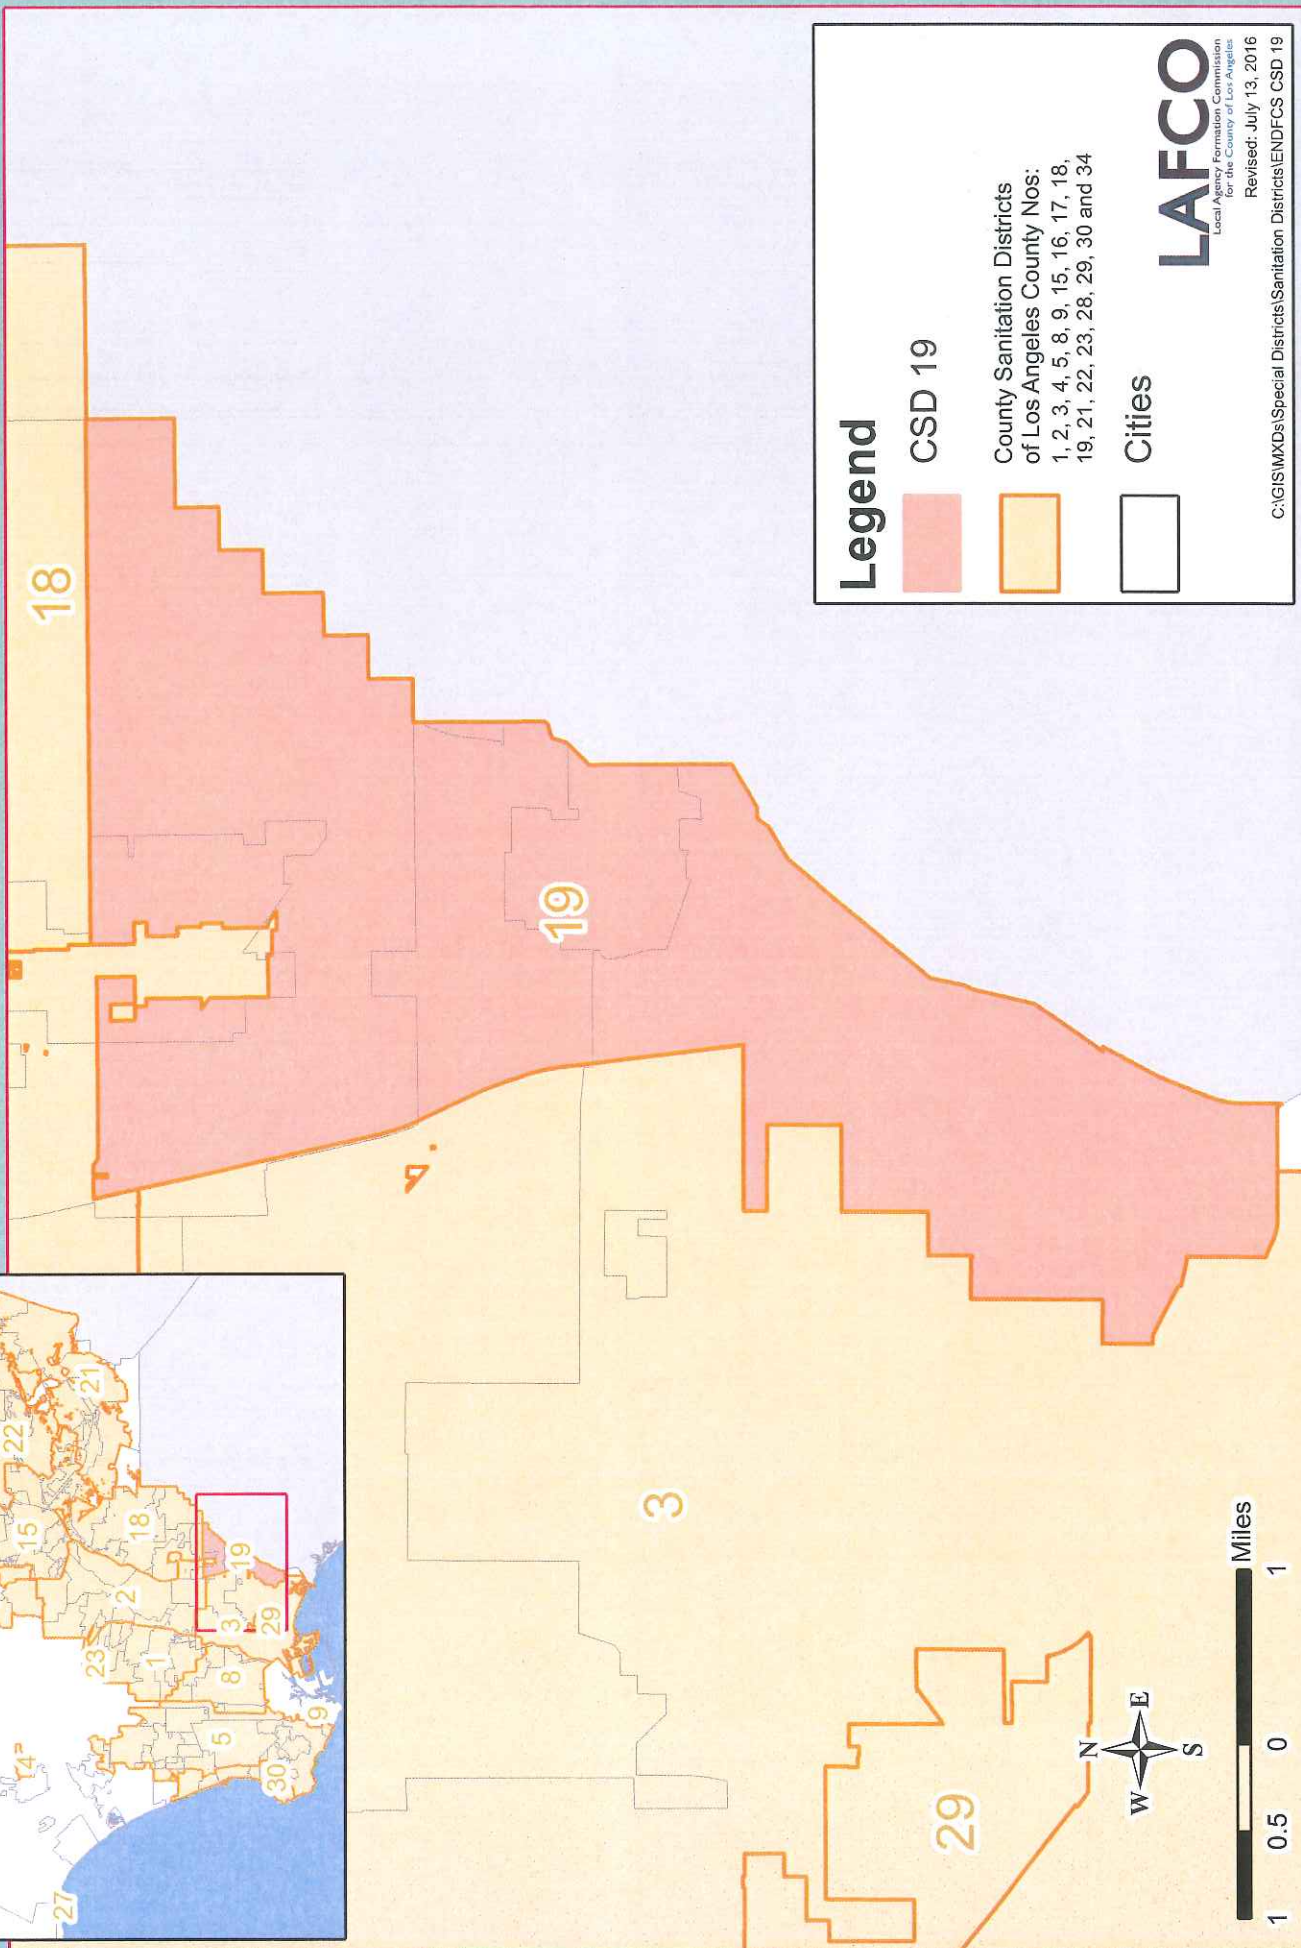 22
21
15
18
2
19
23
1
3
29
8
5
9
30
4
27
18
19
3
29
N
W
E
S
1
0.5
0
1
Miles
Legend
CSD 19
County Sanitation Districts
of Los Angeles County Nos:
1, 2, 3, 4, 5, 8, 9, 15, 16, 17, 18,
19, 21, 22, 23, 28, 29, 30 and 34
Cities
LAFCO
Local Agency Formation Commission
for the County of Los Angeles
Revised: July 13, 2016
C:\GIS\MXDs\Special Districts\Sanitation Districts\ENDFCS CSD 19